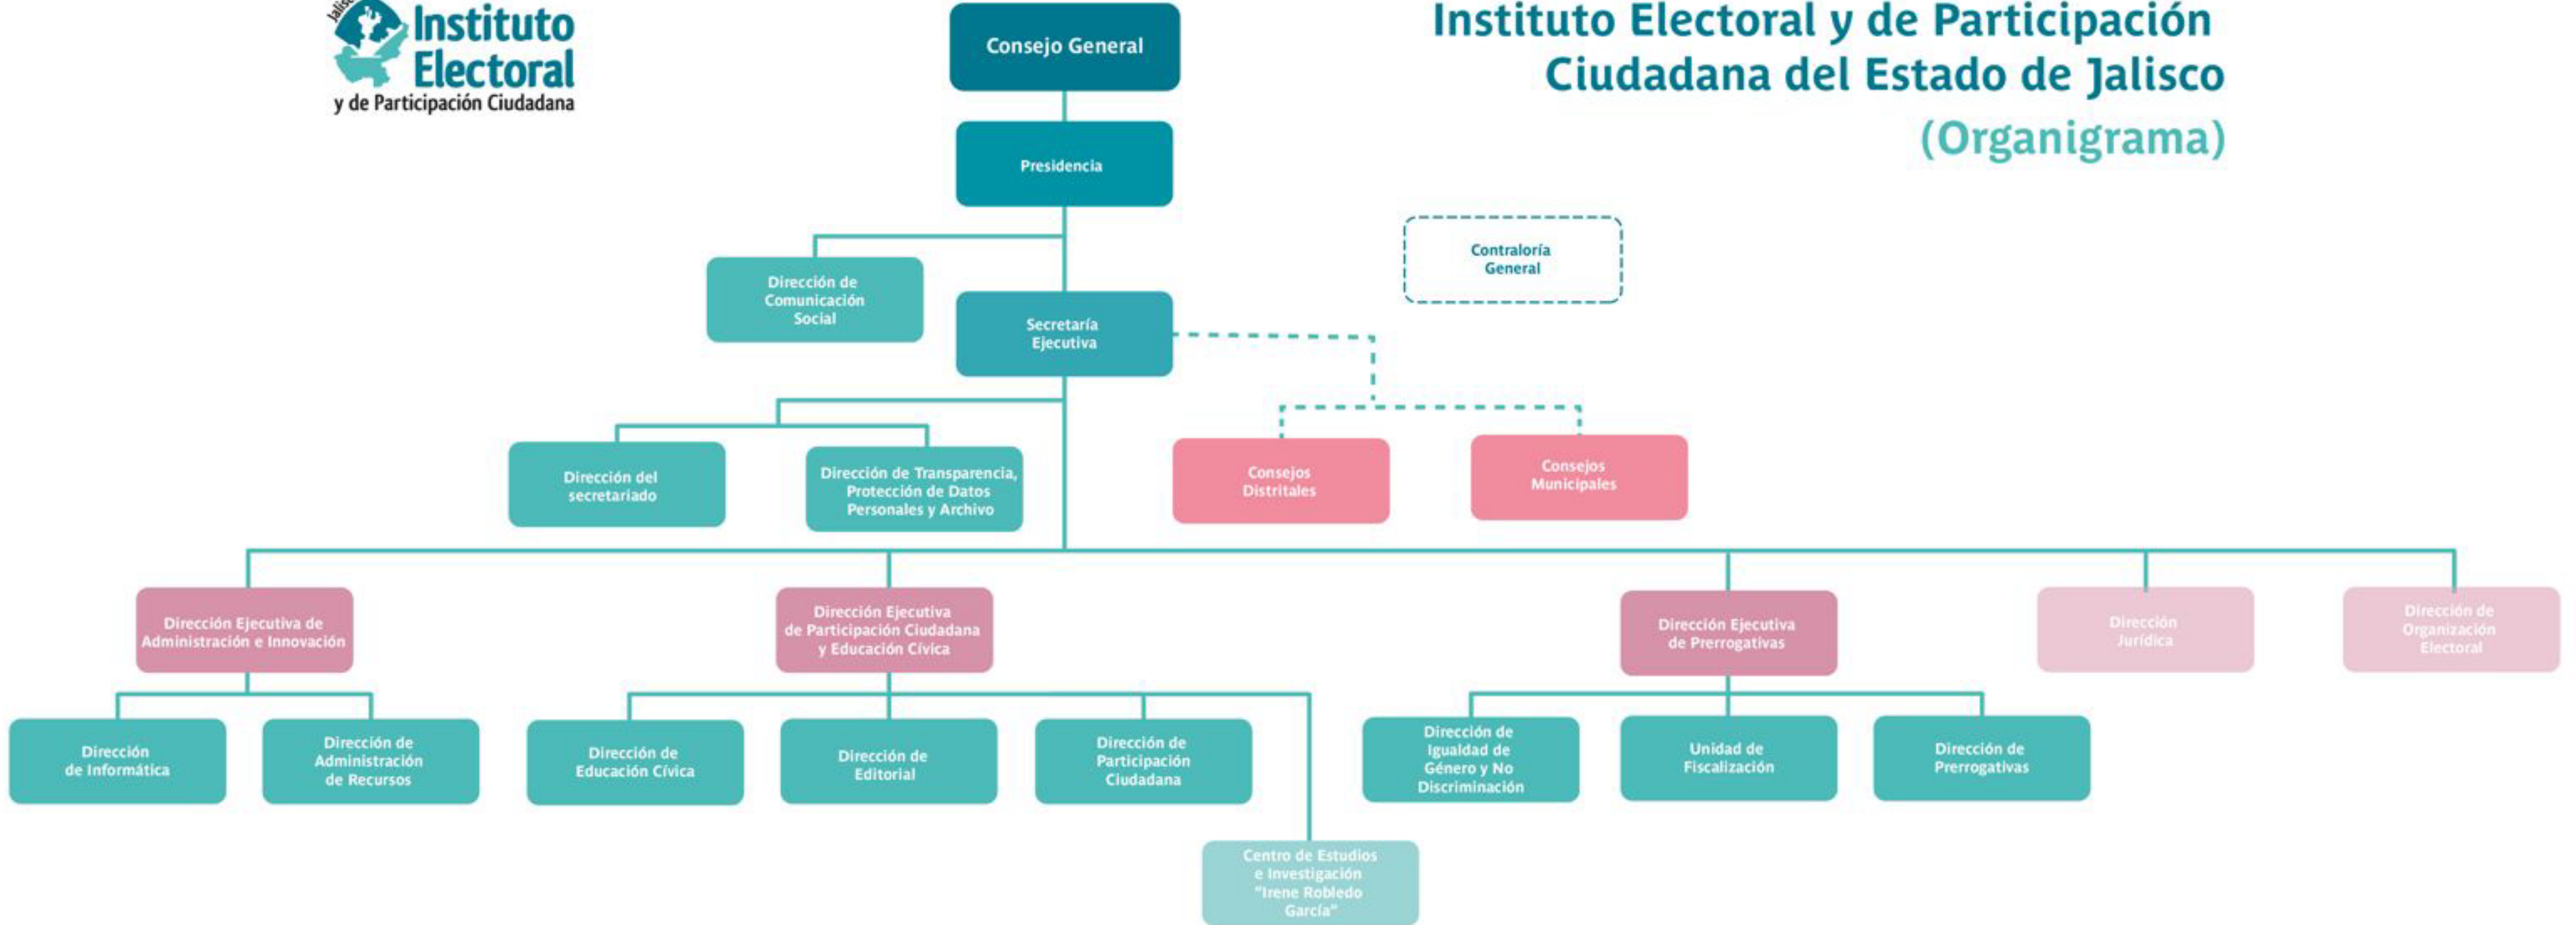 Jalisco
Instituto
Electoral
y de Participación Ciudadana
Instituto Electoral y de Participación
Ciudadana del Estado de Jalisco
(Organigrama)
Consejo General
Presidencia
Contraloría
General
Dirección de
Comunicación
Social
Secretaría
Ejecutiva
Dirección del
secretariado
Dirección de Transparencia,
Protección de Datos
Personales y Archivo
Consejos
Distritales
Consejos
Municipales
Dirección Ejecutiva de
Administración e Innovación
Dirección Ejecutiva
de Participación Ciudadana
y Educación Cívica
Dirección Ejecutiva
de Prerrogativas
Dirección
Jurídica
Dirección de
Organización
Electoral
Dirección
de Informática
Dirección de
Administración
de Recursos
Dirección de
Educación Cívica
Dirección de
Editorial
Dirección de
Participación
Ciudadana
Dirección de
Igualdad de
Género y No
Discriminación
Unidad de
Fiscalización
Dirección de
Prerrogativas
Centro de Estudios
e Investigación
"Irene Robledo
García"